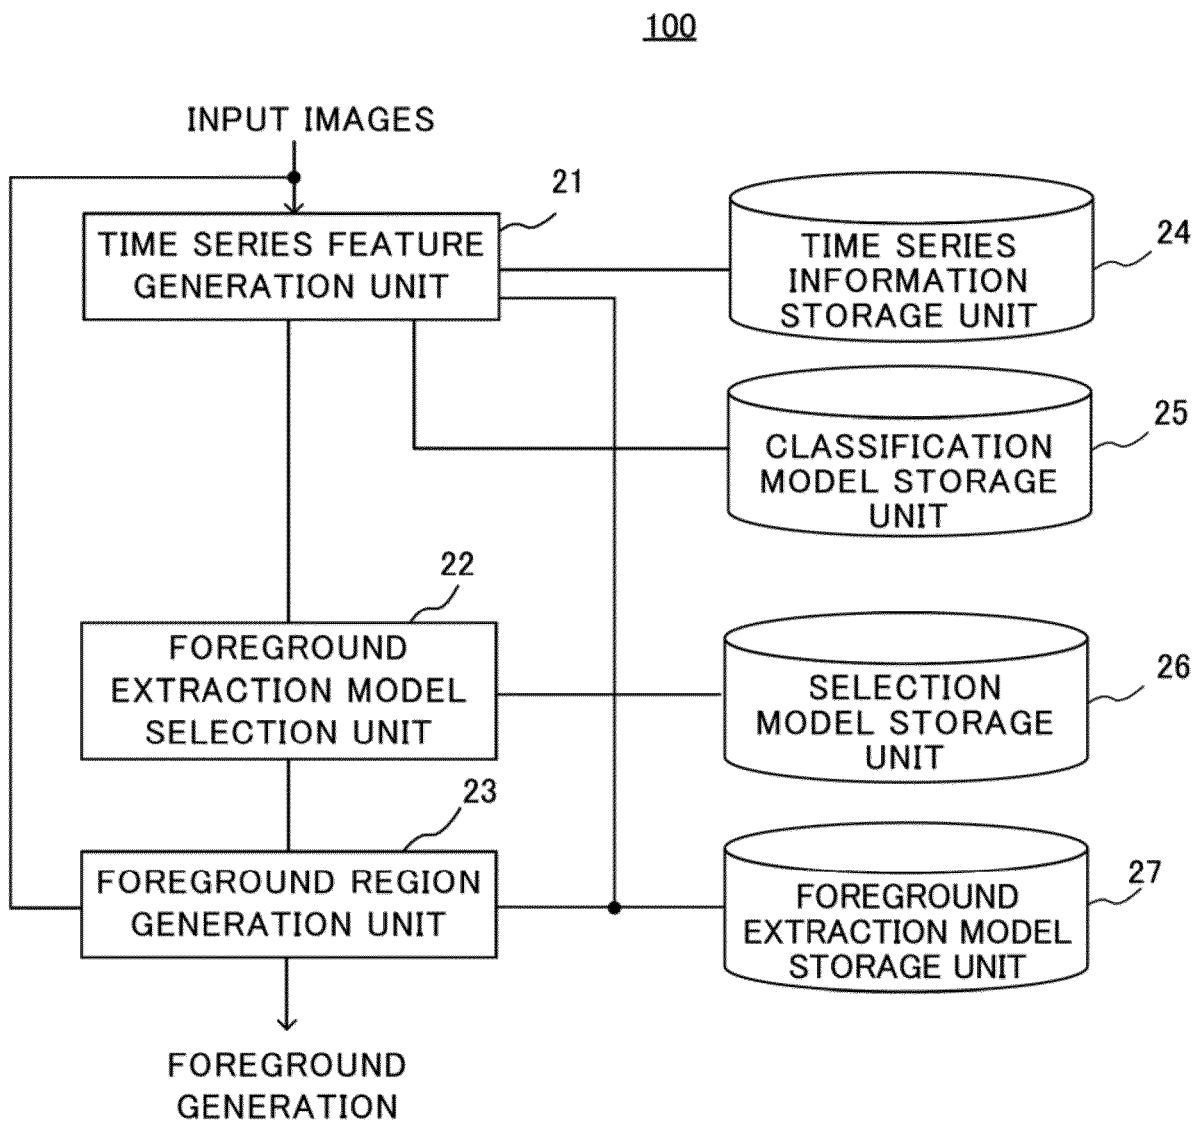 100
INPUT IMAGES
21
TIME SERIES FEATURE
GENERATION UNIT
24
TIME SERIES
INFORMATION
STORAGE UNIT
25
CLASSIFICATION
MODEL STORAGE
UNIT
22
FOREGROUND
EXTRACTION MODEL
SELECTION UNIT
26
SELECTION
MODEL STORAGE
UNIT
23
FOREGROUND REGION
GENERATION UNIT
27
FOREGROUND
EXTRACTION MODEL
STORAGE UNIT
FOREGROUND
GENERATION